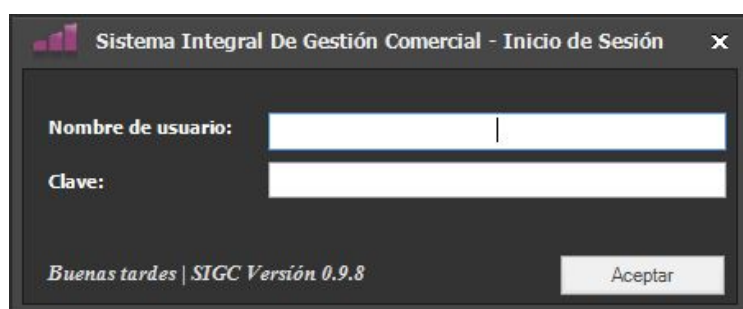 Sistema Integral De Gestión Comercial - Inicio de Sesión
Nombre de usuario:
Clave:
Buenas tardes | SIGC Versión 0.9.8
Aceptar